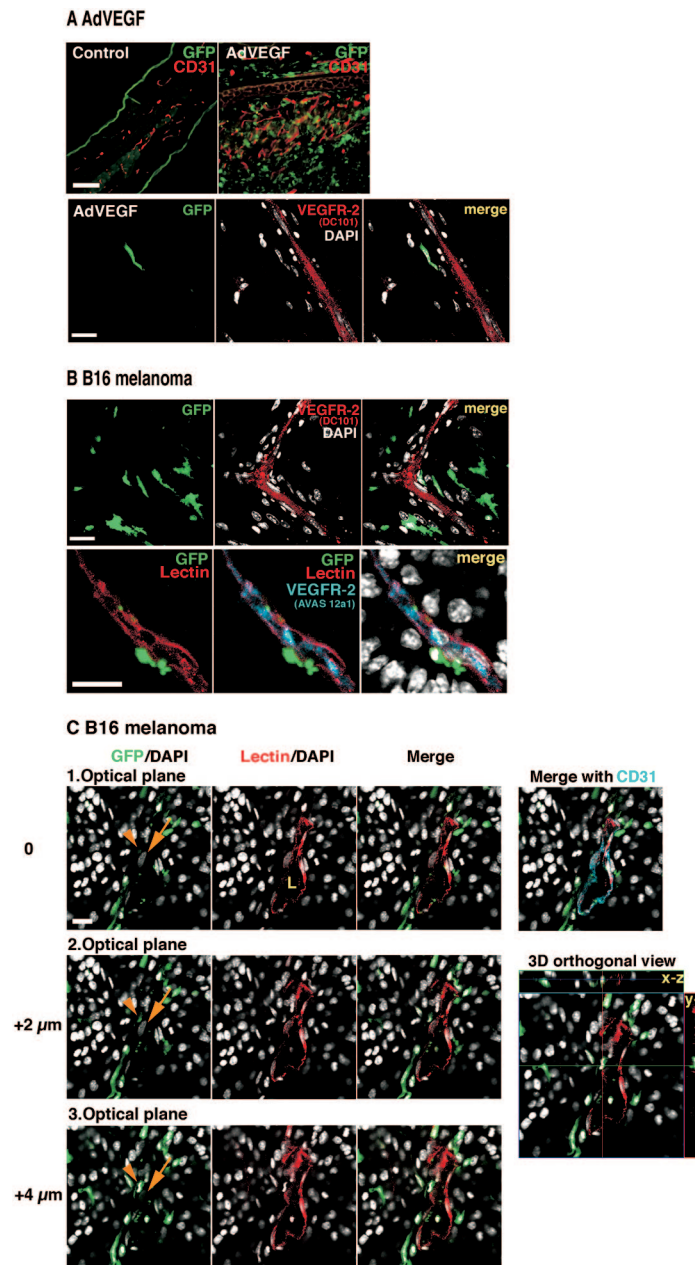 A AdVEGF
Control GFP
CD31
AdVEGF GFP
CD31
AdVEGF GFP
VEGFR-2
(DC101)
DAPI
merge
B B16 melanoma
GFP
VEGFR-2
(DC101)
DAPI
merge
GFP
Lectin
GFP
Lectin
VEGFR-2
(AVAS 12a1)
merge
C B16 melanoma
GFP/DAPI Lectin/DAPI Merge
1.Optical plane
Merge with CD31
0
L
2.Optical plane
3D orthogonal view
x-z
y
+2 µm
3.Optical plane
+4 µm